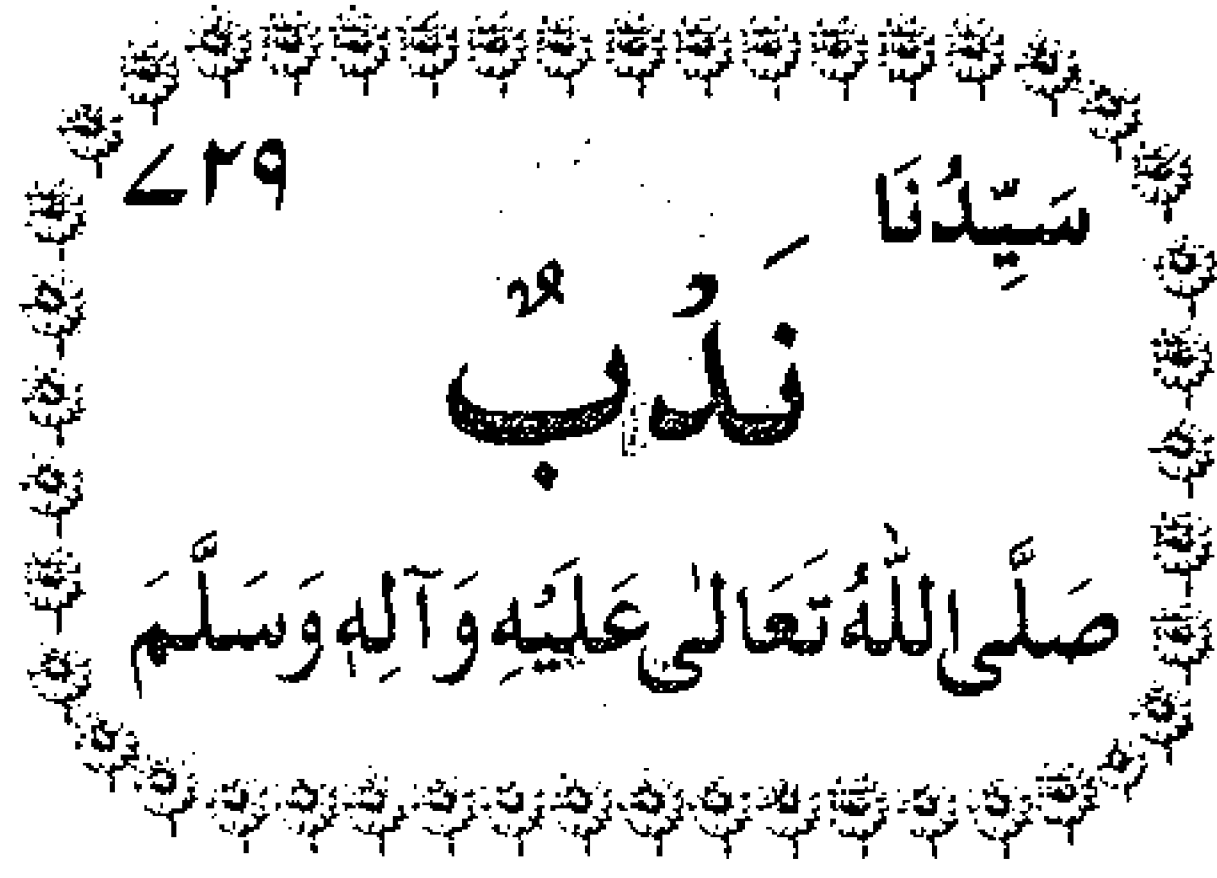 سَيِّدُنَا ۷۲۹
نَدْبٌ
صَلَّى اللّٰهُ تَعَالٰى عَلَيْهِ وَآلِهٖ وَسَلَّمَ